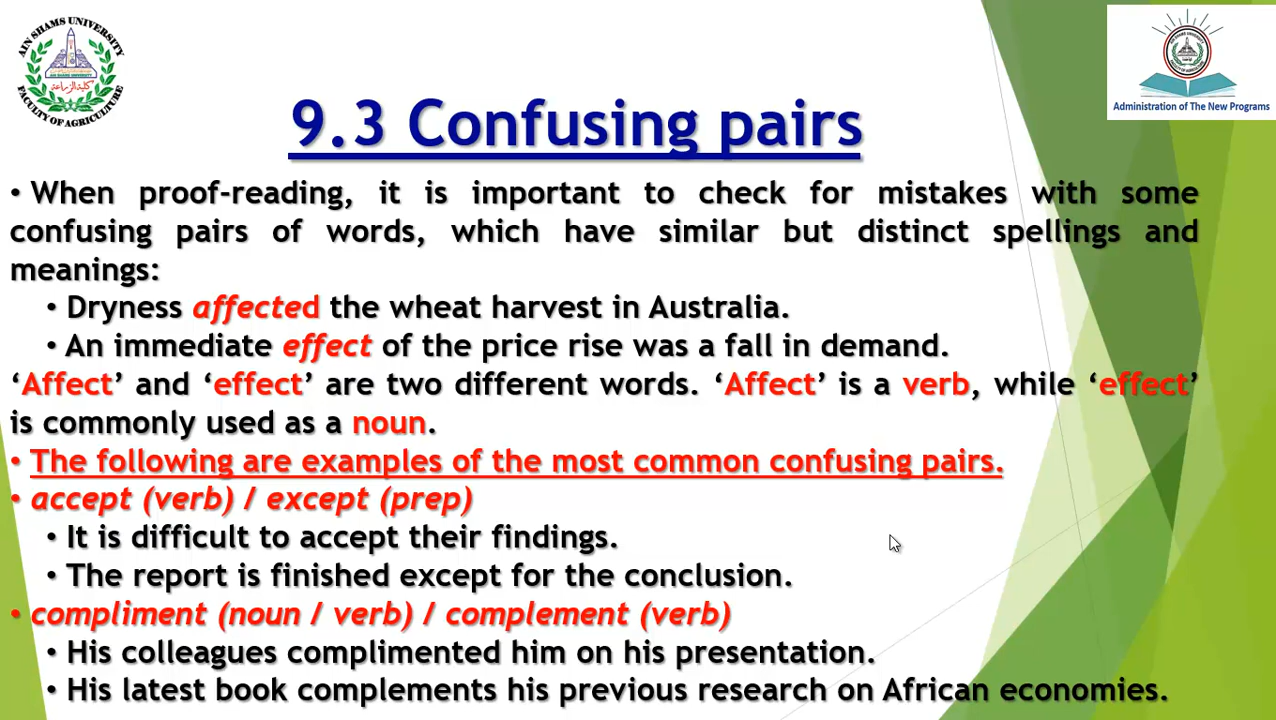 AIN SHAMS UNIVERSITY
كلية الزراعة
FACULTY OF AGRICULTURE
Administration of The New Programs
9.3 Confusing pairs
• When proof-reading, it is important to check for mistakes with some
confusing pairs of words, which have similar but distinct spellings and
meanings:
• Dryness affected the wheat harvest in Australia.
• An immediate effect of the price rise was a fall in demand.
‘Affect’ and ‘effect’ are two different words. ‘Affect’ is a verb, while ‘effect’
is commonly used as a noun.
• The following are examples of the most common confusing pairs.
• accept (verb) / except (prep)
• It is difficult to accept their findings.
• The report is finished except for the conclusion.
• compliment (noun / verb) / complement (verb)
• His colleagues complimented him on his presentation.
• His latest book complements his previous research on African economies.